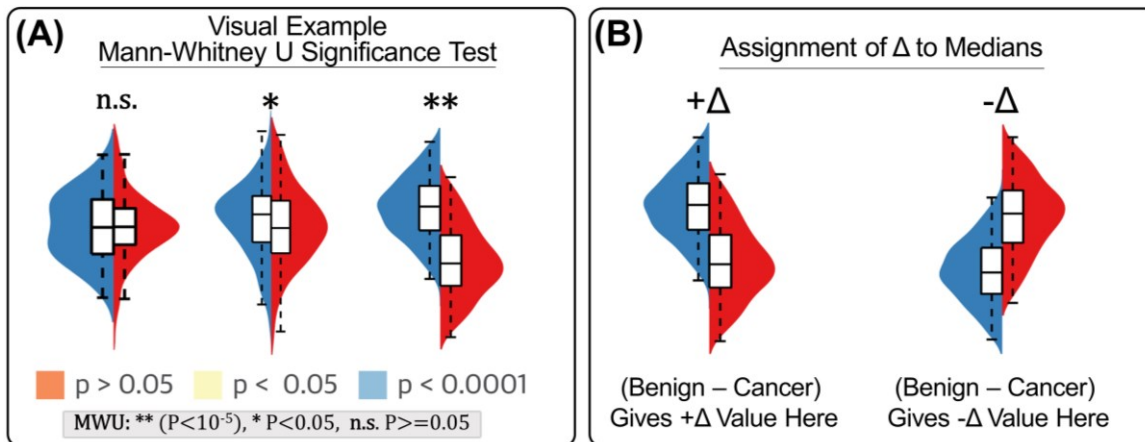 (A)
Visual Example
Mann-Whitney U Significance Test
n.s.
*
**
p > 0.05
p < 0.05
p < 0.0001
MWU: ** (P<10⁻⁵), * P<0.05, n.s. P>=0.05
(B)
Assignment of Δ to Medians
+Δ
-Δ
(Benign – Cancer)
Gives +Δ Value Here
(Benign – Cancer)
Gives -Δ Value Here